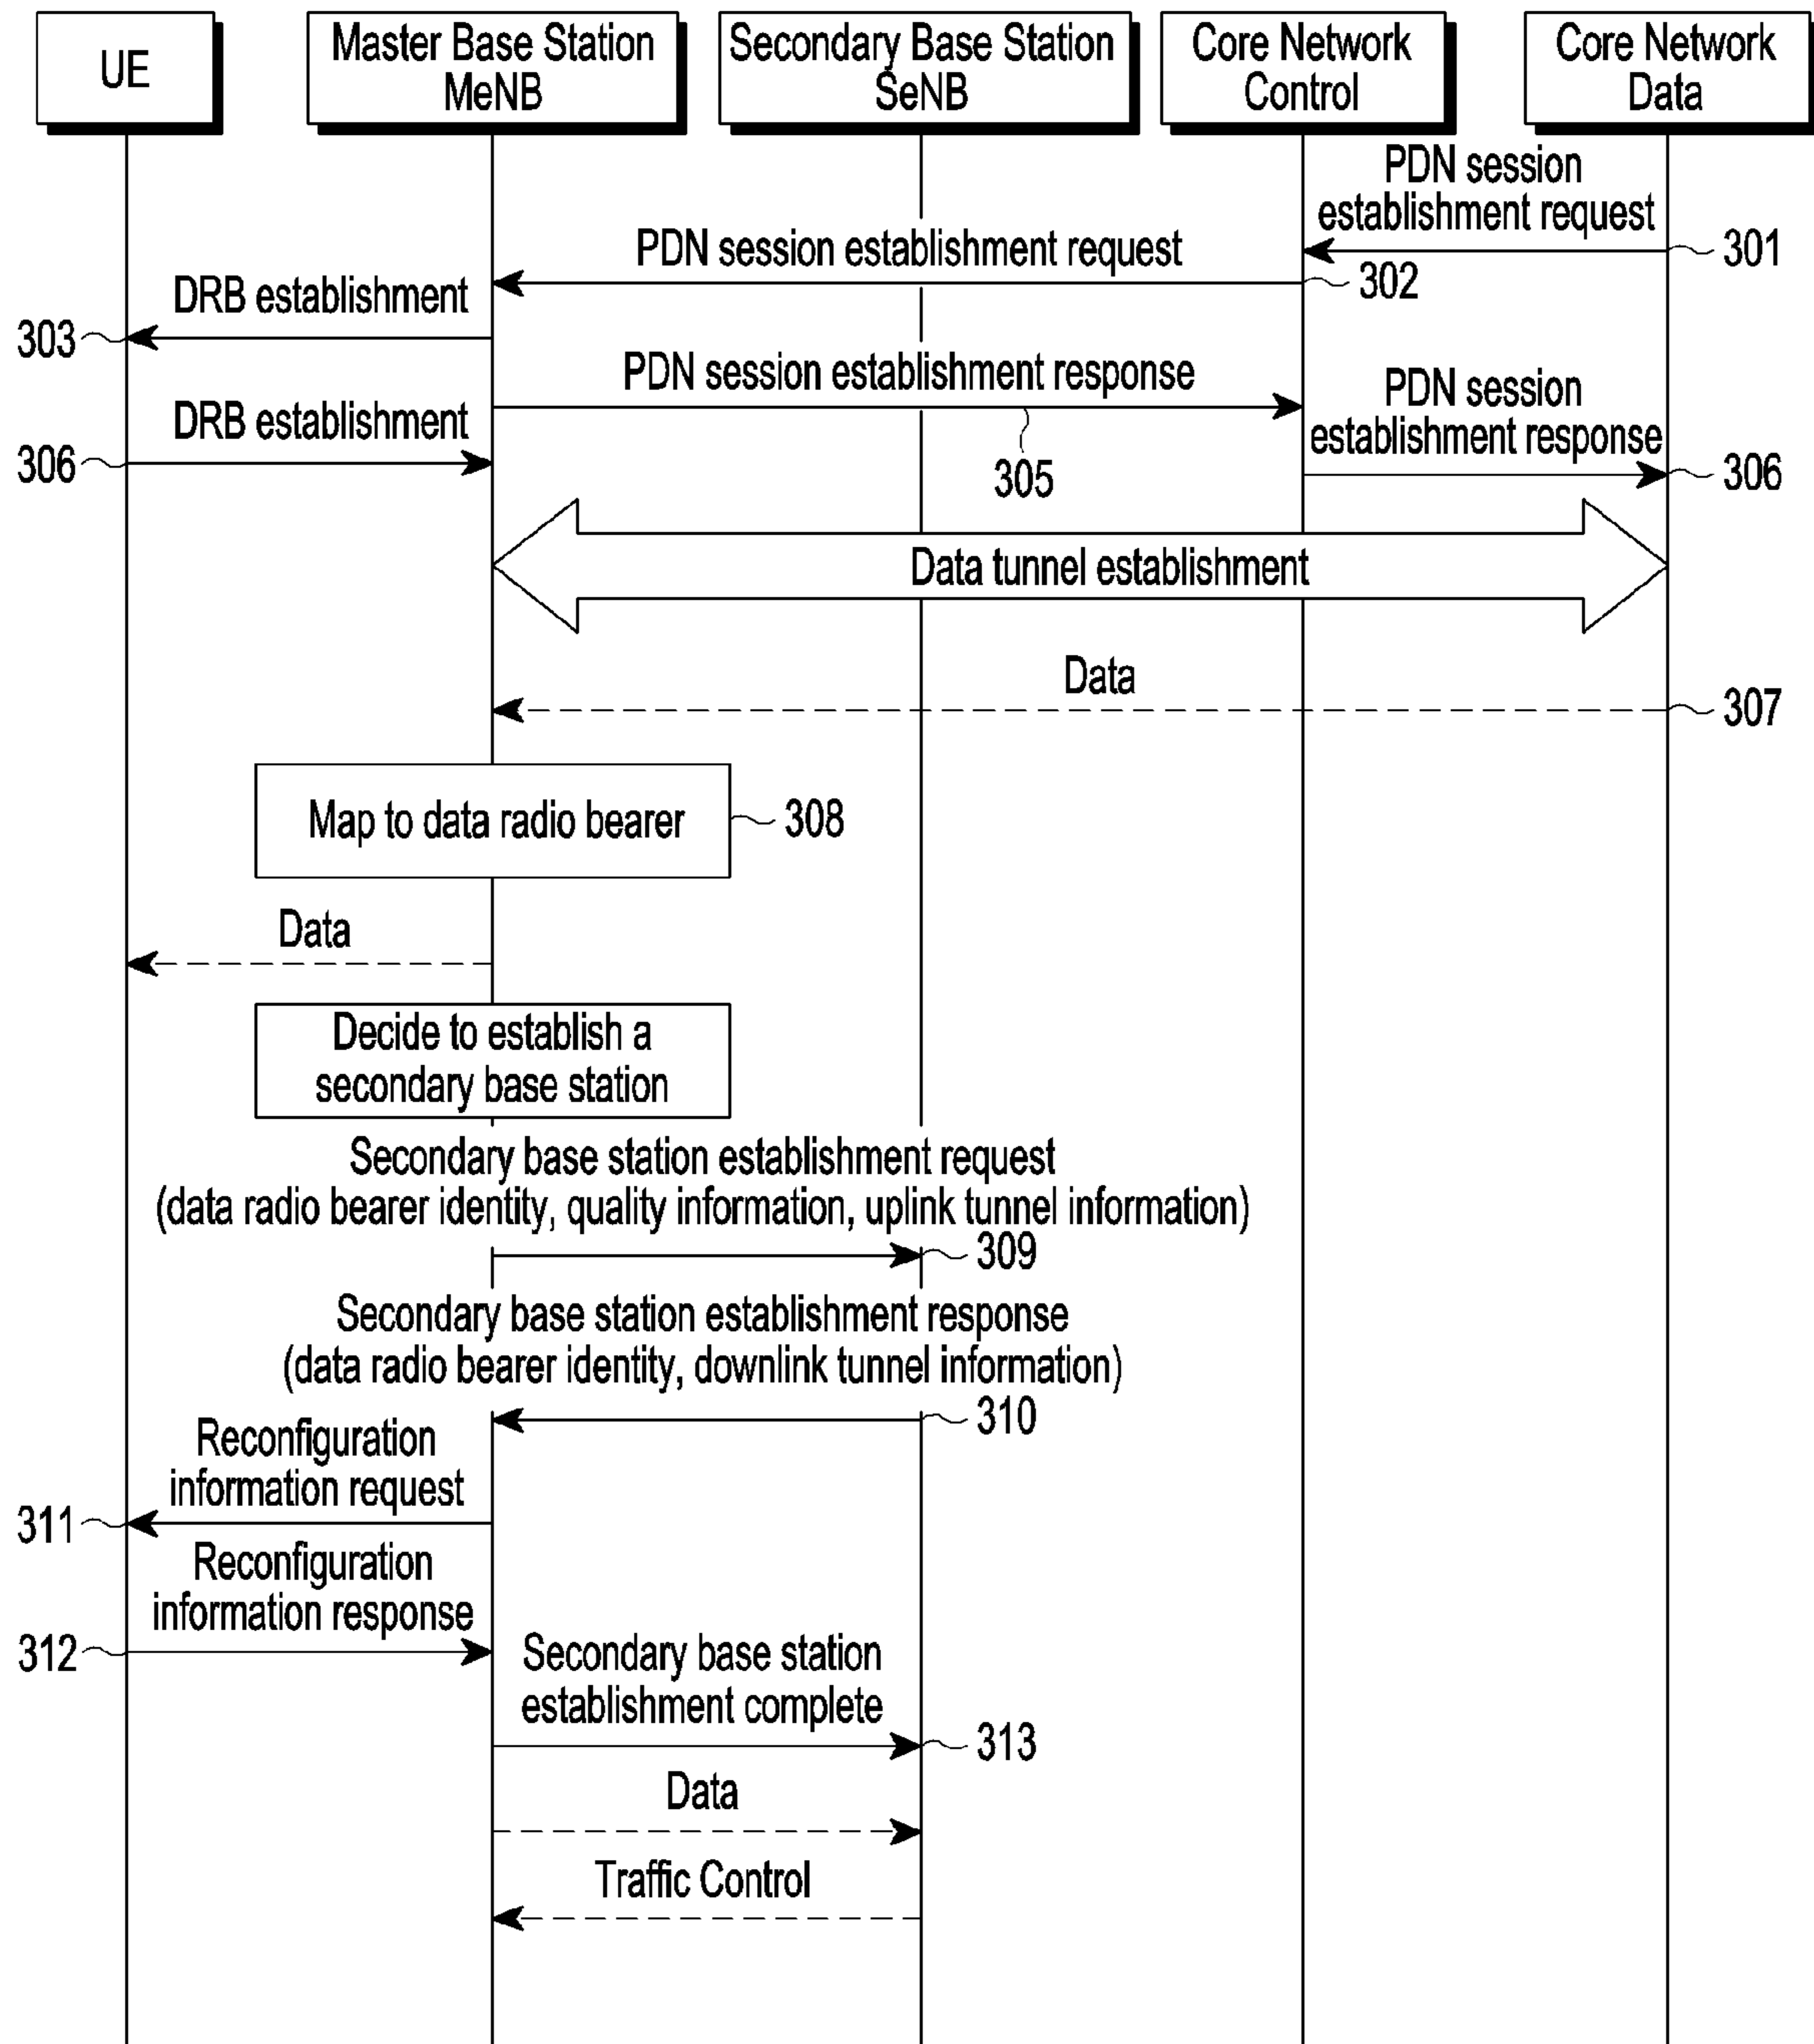 UE
Master Base Station
MeNB
Secondary Base Station
SeNB
Core Network
Control
Core Network
Data
PDN session
establishment request
301
PDN session establishment request
302
DRB establishment
303
PDN session establishment response
305
PDN session
establishment response
306
DRB establishment
306
Data tunnel establishment
Data
307
Map to data radio bearer
308
Data
Decide to establish a
secondary base station
Secondary base station establishment request
(data radio bearer identity, quality information, uplink tunnel information)
309
Secondary base station establishment response
(data radio bearer identity, downlink tunnel information)
310
Reconfiguration
information request
311
Reconfiguration
information response
312
Secondary base station
establishment complete
313
Data
Traffic Control